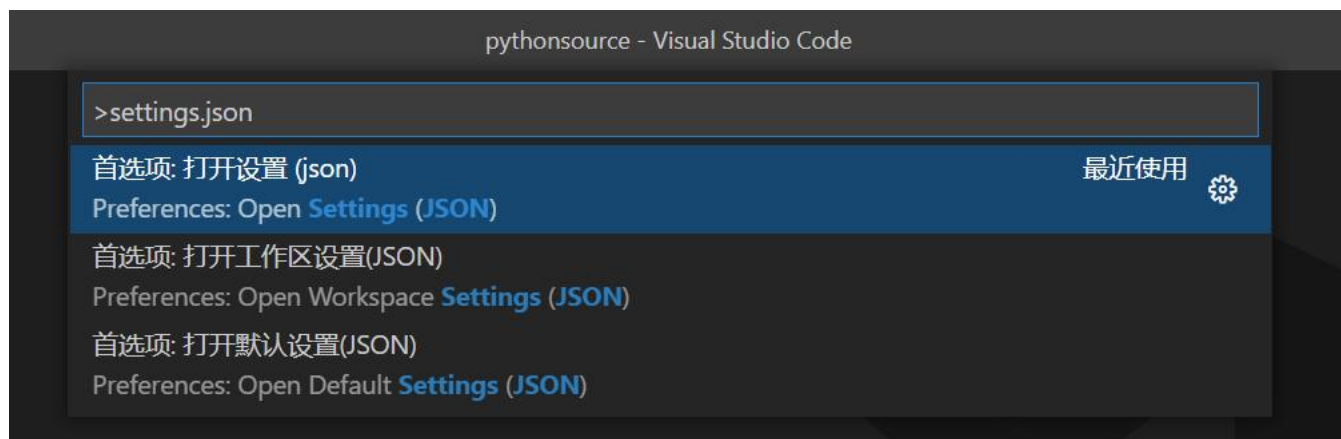 pythonsource - Visual Studio Code
>settings.json
首选项: 打开设置 (json)
最近使用
Preferences: Open Settings (JSON)
首选项: 打开工作区设置(JSON)
Preferences: Open Workspace Settings (JSON)
首选项: 打开默认设置(JSON)
Preferences: Open Default Settings (JSON)